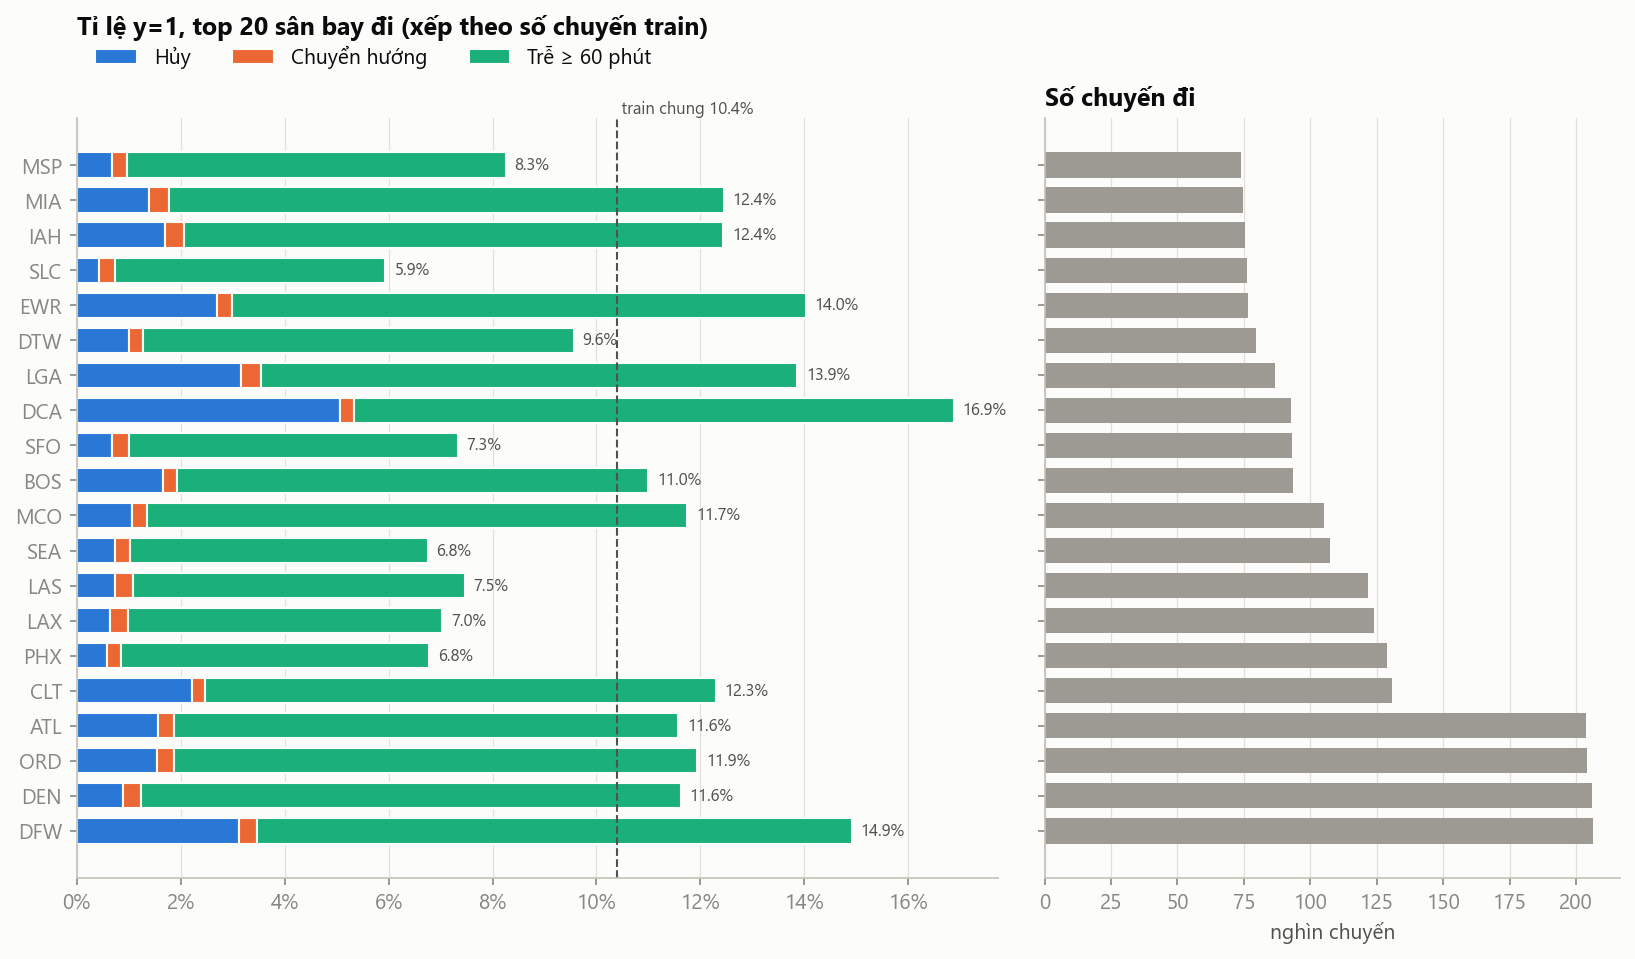 Tỉ lệ y=1, top 20 sân bay đi (xếp theo số chuyến train)
Hủy Chuyển hướng Trễ ≥ 60 phút
train chung 10.4%
MSP 8.3%
MIA 12.4%
IAH 12.4%
SLC 5.9%
EWR 14.0%
DTW 9.6%
LGA 13.9%
DCA 16.9%
SFO 7.3%
BOS 11.0%
MCO 11.7%
SEA 6.8%
LAS 7.5%
LAX 7.0%
PHX 6.8%
CLT 12.3%
ATL 11.6%
ORD 11.9%
DEN 11.6%
DFW 14.9%
0% 2% 4% 6% 8% 10% 12% 14% 16%
Số chuyến đi
0 25 50 75 100 125 150 175 200
nghìn chuyến